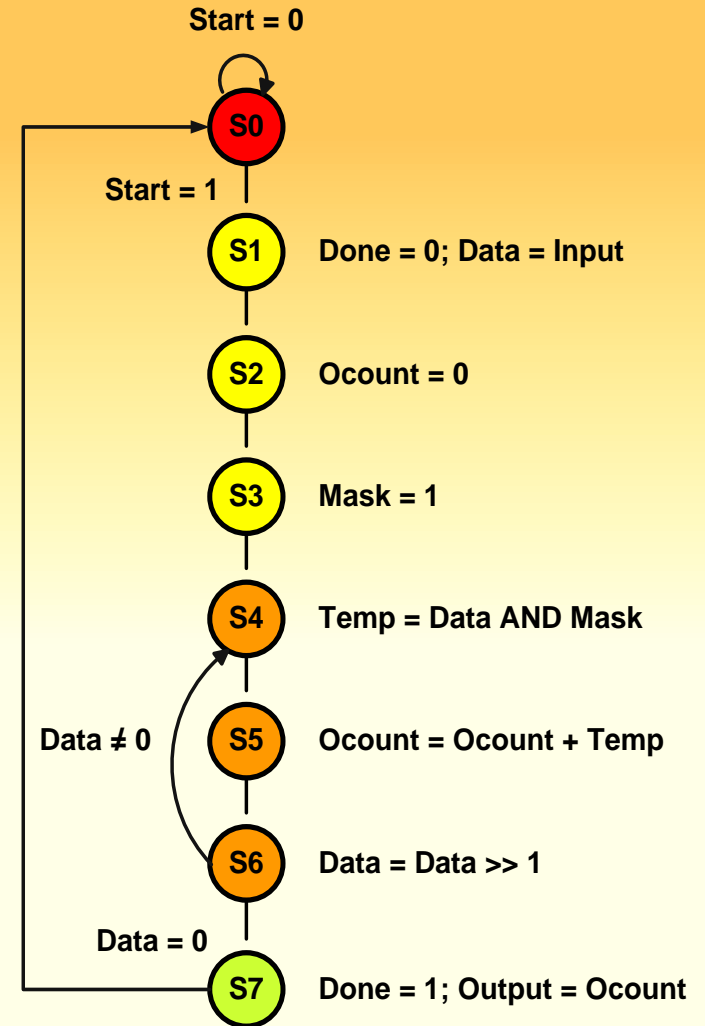 Start = 0
S0
Start = 1
S1 Done = 0; Data = Input
S2 Ocount = 0
S3 Mask = 1
S4 Temp = Data AND Mask
Data ≠ 0 S5 Ocount = Ocount + Temp
S6 Data = Data >> 1
Data = 0
S7 Done = 1; Output = Ocount